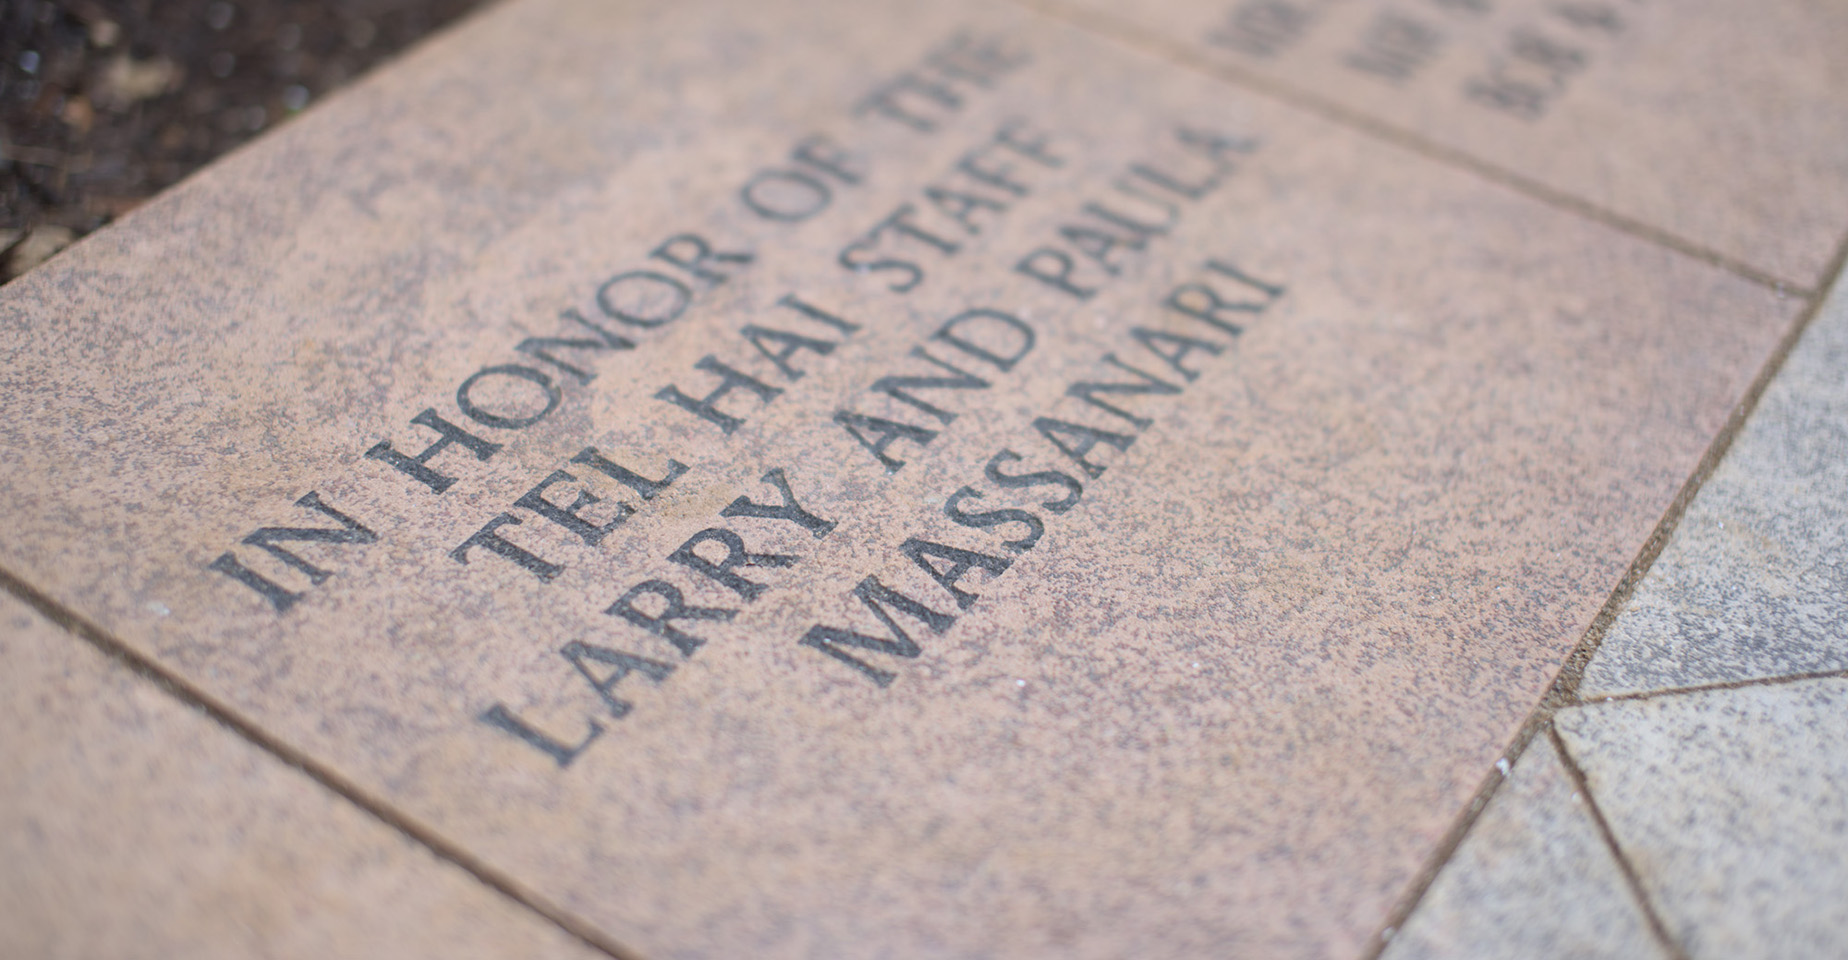 IN HONOR OF THE
TEL HAI STAFF
LARRY AND PAULA
MASSANARI